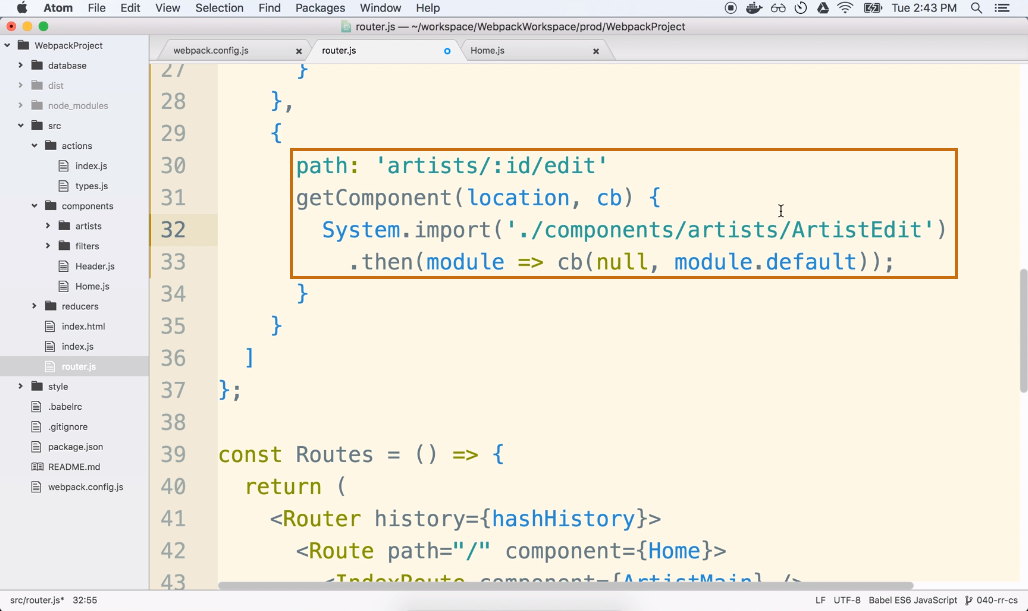 Atom File Edit View Selection Find Packages Window Help Tue 2:43 PM
router.js — ~/workspace/WebpackWorkspace/prod/WebpackProject
WebpackProject
database
dist
node_modules
src
actions
index.js
types.js
components
artists
filters
Header.js
Home.js
reducers
index.html
index.js
router.js
style
.babelrc
.gitignore
package.json
README.md
webpack.config.js
webpack.config.js router.js Home.js
27 }
28 },
29 {
30 path: 'artists/:id/edit'
31 getComponent(location, cb) {
32 System.import('./components/artists/ArtistEdit')
33 .then(module => cb(null, module.default));
34 }
35 }
36 ]
37 };
38
39 const Routes = () => {
40 return (
41 <Router history={hashHistory}>
42 <Route path="/" component={Home}>
43 <IndexRoute component={ArtistMain} />
src/router.js* 32:55 LF UTF-8 Babel ES6 JavaScript 040-rr-cs